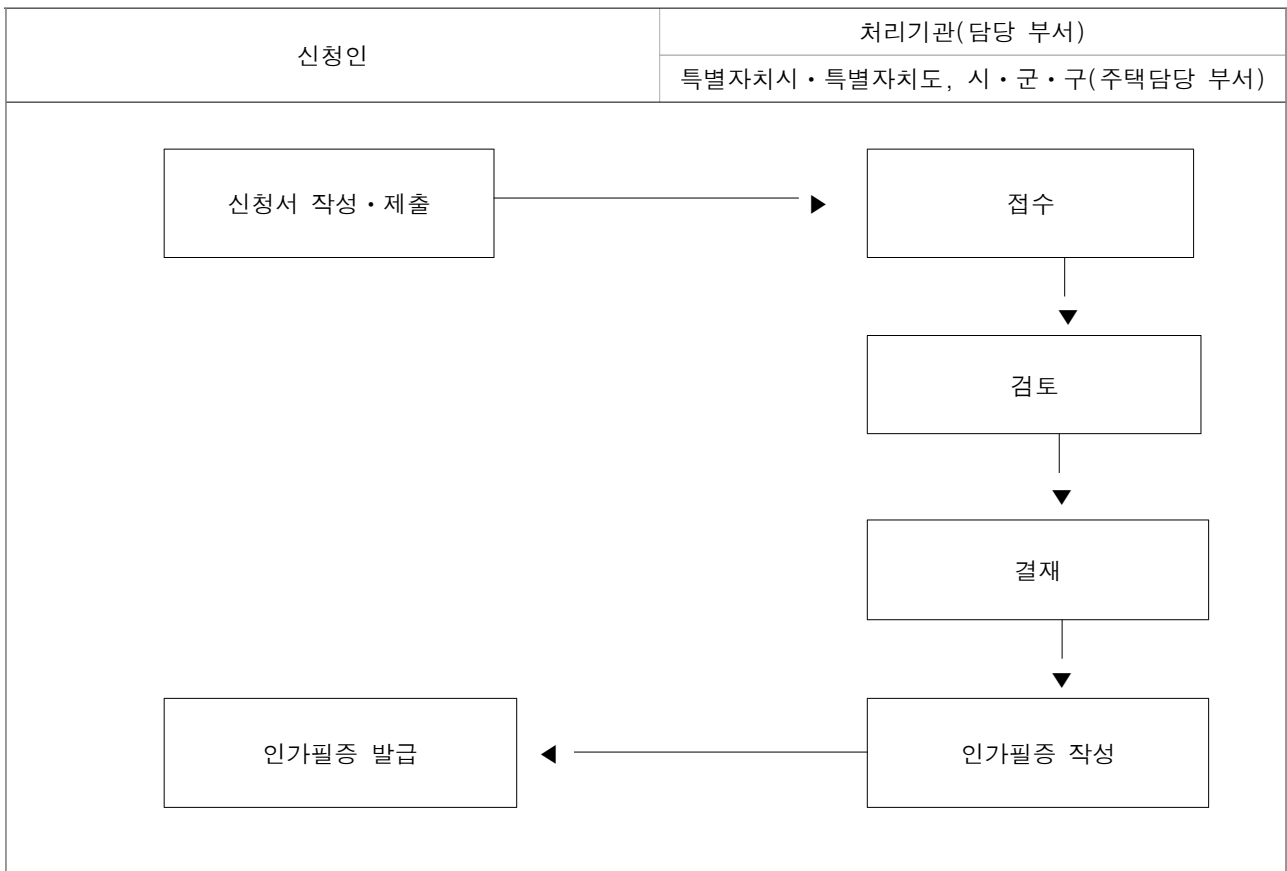 신청인
처리기관(담당 부서)
특별자치시·특별자치도, 시·군·구(주택담당 부서)
신청서 작성·제출
접수
검토
결재
인가필증 발급
인가필증 작성